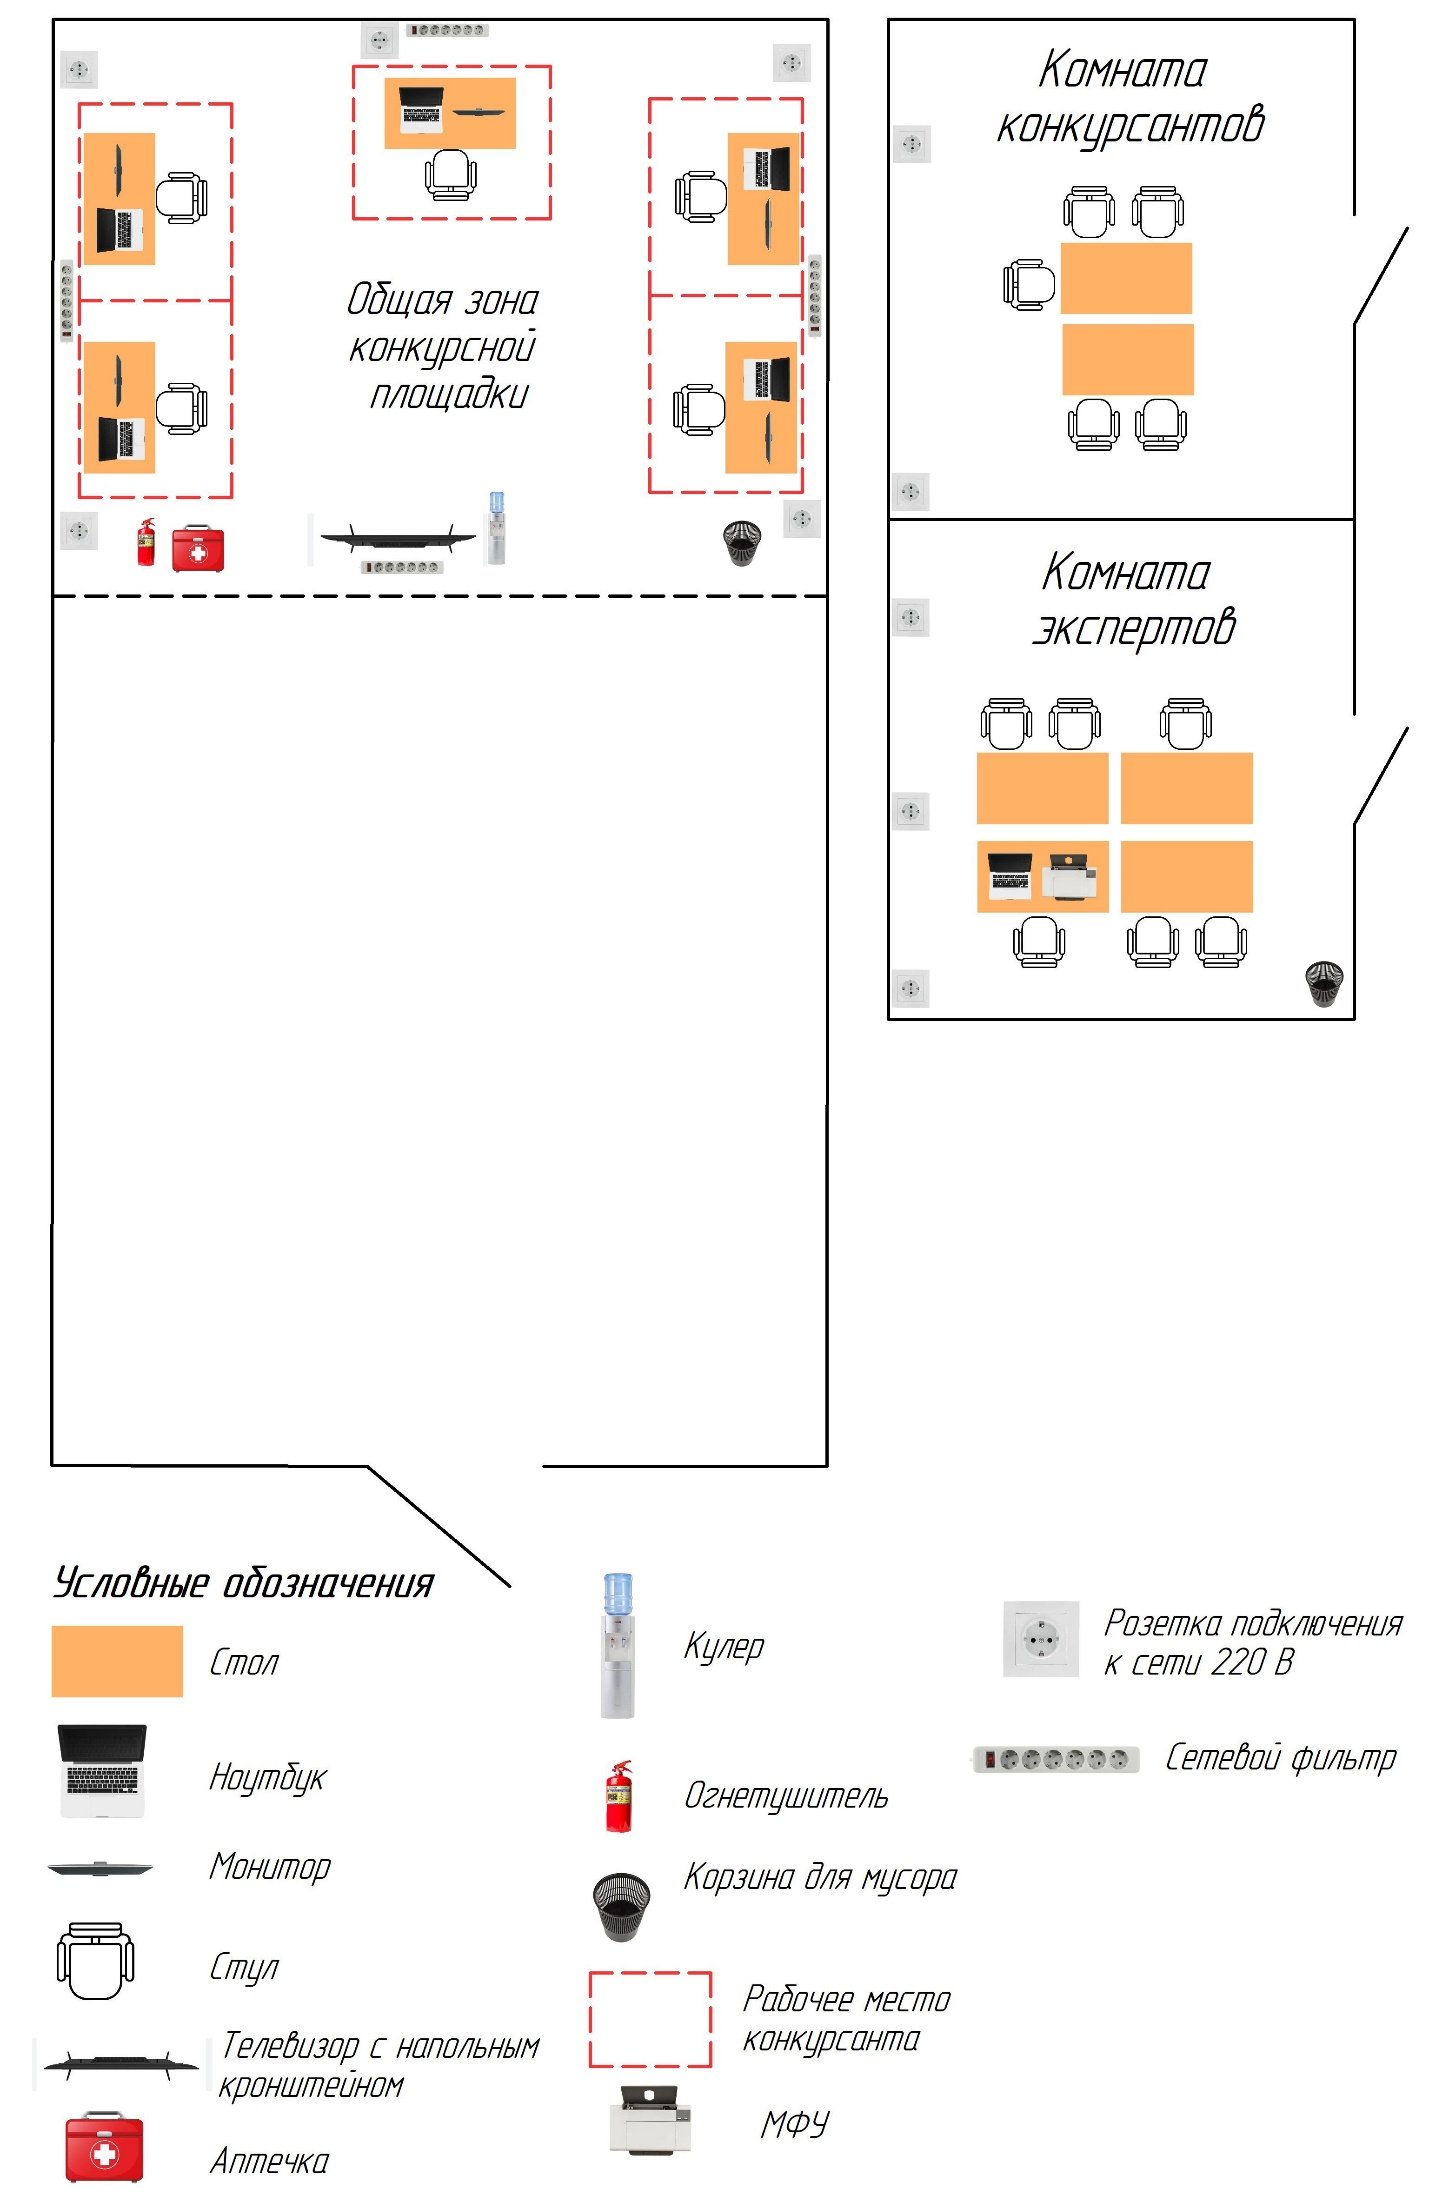 Комната
конкурсантов
Общая зона
конкурсной
площадки
Комната
экспертов
Условные обозначения
Стол
Ноутбук
Монитор
Стул
Телевизор с напольным
кронштейном
Аптечка
Кулер
Огнетушитель
Корзина для мусора
Рабочее место
конкурсанта
МФУ
Розетка подключения
к сети 220 В
Сетевой фильтр